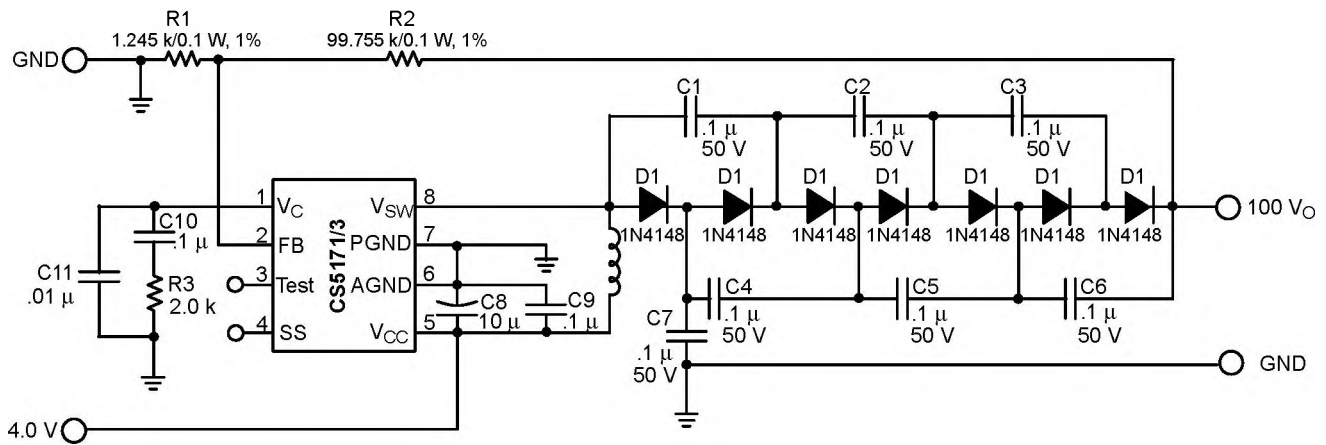 R1
1.245 k/0.1 W, 1%
R2
99.755 k/0.1 W, 1%
GND
C1
.1 µ
50 V
C2
.1 µ
50 V
C3
.1 µ
50 V
D1
1N4148
D1
1N4148
D1
1N4148
D1
1N4148
D1
1N4148
D1
1N4148
D1
1N4148
100 VO
1
VC
2
FB
3
Test
4
SS
CS5171/3
VSW
8
PGND
7
AGND
6
VCC
5
C10
.1 µ
C11
.01 µ
R3
2.0 k
C8
10 µ
C9
.1 µ
C4
.1 µ
50 V
C5
.1 µ
50 V
C6
.1 µ
50 V
C7
.1 µ
50 V
GND
4.0 V